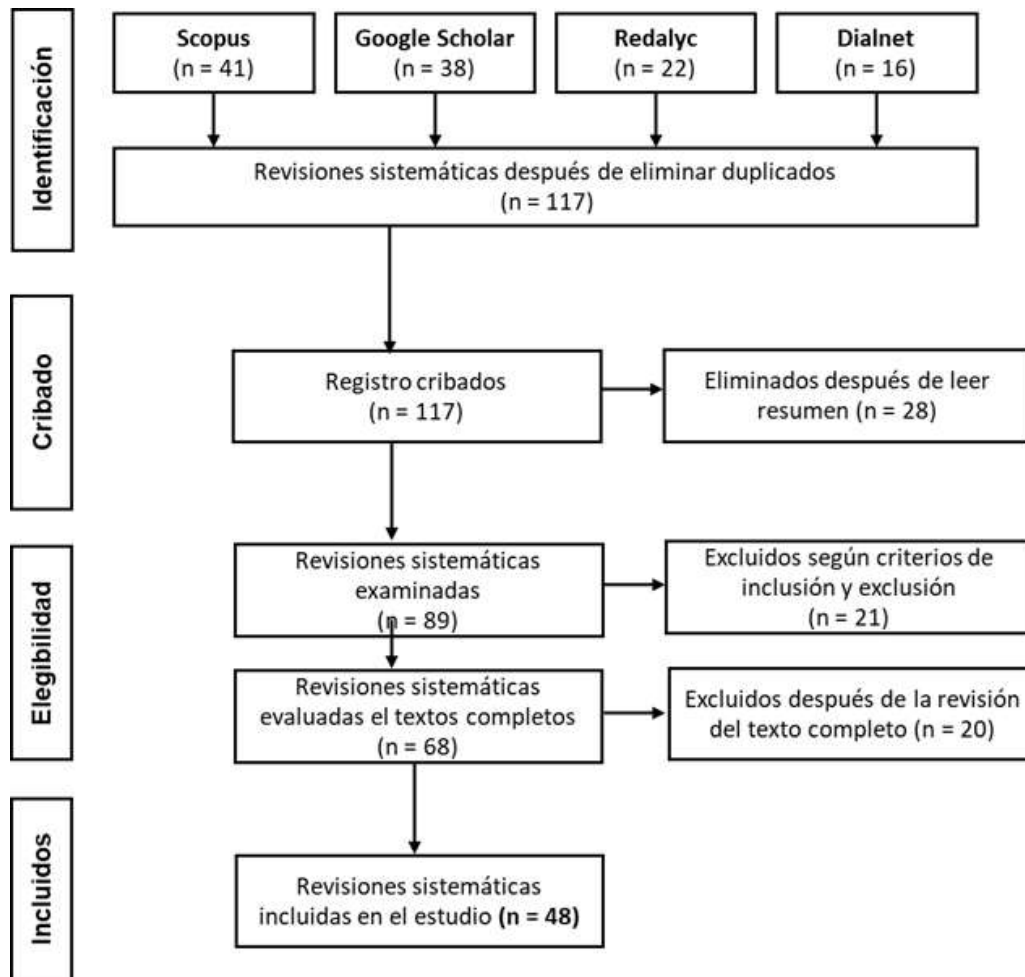 Identificación
Scopus
(n = 41)
Google Scholar
(n = 38)
Redalyc
(n = 22)
Dialnet
(n = 16)
Revisiones sistemáticas después de eliminar duplicados
(n = 117)
Cribado
Registro cribados
(n = 117)
Eliminados después de leer
resumen (n = 28)
Elegibilidad
Revisiones sistemáticas
examinadas
(n = 89)
Excluidos según criterios de
inclusión y exclusión
(n = 21)
Revisiones sistemáticas
evaluadas el textos completos
(n = 68)
Excluidos después de la revisión
del texto completo (n = 20)
Incluidos
Revisiones sistemáticas
incluidas en el estudio (n = 48)